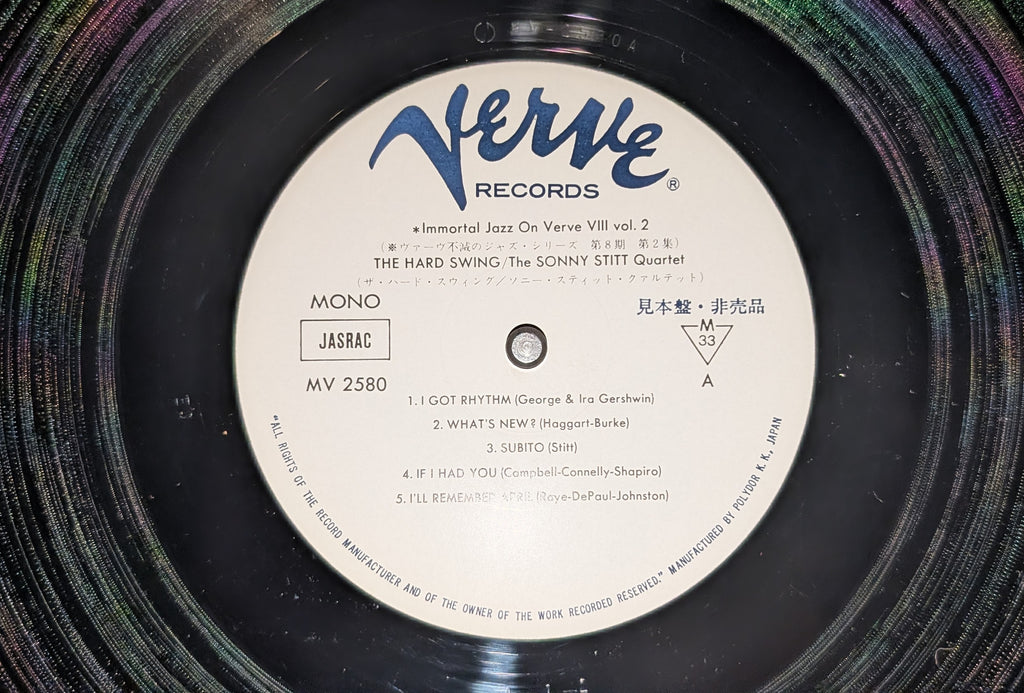 Verve
RECORDS ®
*Immortal Jazz On Verve VIII vol. 2
(※ヴァーヴ不滅のジャズ・シリーズ 第8期 第2集)
THE HARD SWING/The SONNY STITT Quartet
(ザ・ハード・スウィング/ソニー・スティット・クァルテット)
MONO
見本盤・非売品
JASRAC
M
33
MV 2580
A
1. I GOT RHYTHM (George & Ira Gershwin)
2. WHAT'S NEW? (Haggart-Burke)
3. SUBITO (Stitt)
4. IF I HAD YOU (Campbell-Connelly-Shapiro)
5. I'LL REMEMBER APRIL (Raye-DePaul-Johnston)
"ALL RIGHTS OF THE RECORD MANUFACTURER AND OF THE OWNER OF THE WORK RECORDED RESERVED." MANUFACTURED BY POLYDOR K.K., JAPAN